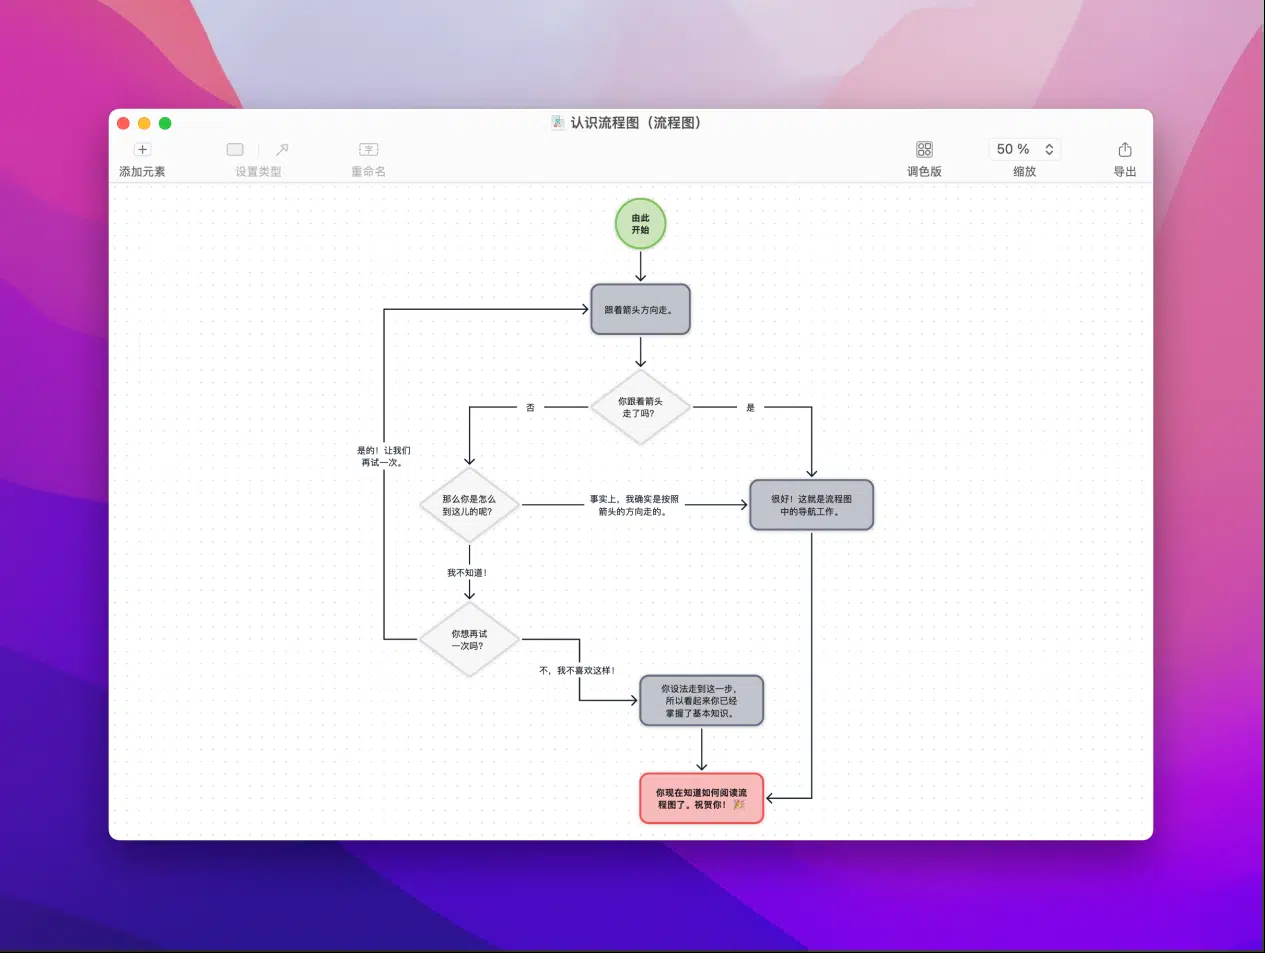 认识流程图（流程图）
50 %
添加元素
设置类型
重命名
调色版
缩放
导出
由此
开始
跟着箭头方向走。
你跟着箭头
走了吗?
否
是
是的！让我们
再试一次。
那么你是怎么
到这儿的呢?
事实上，我确实是按照
箭头的方向走的。
很好！这就是流程图
中的导航工作。
我不知道！
你想再试
一次吗?
不，我不喜欢这样！
你设法走到这一步，
所以看起来你已经
掌握了基本知识。
你现在知道如何阅读流
程图了。祝贺你！🎉